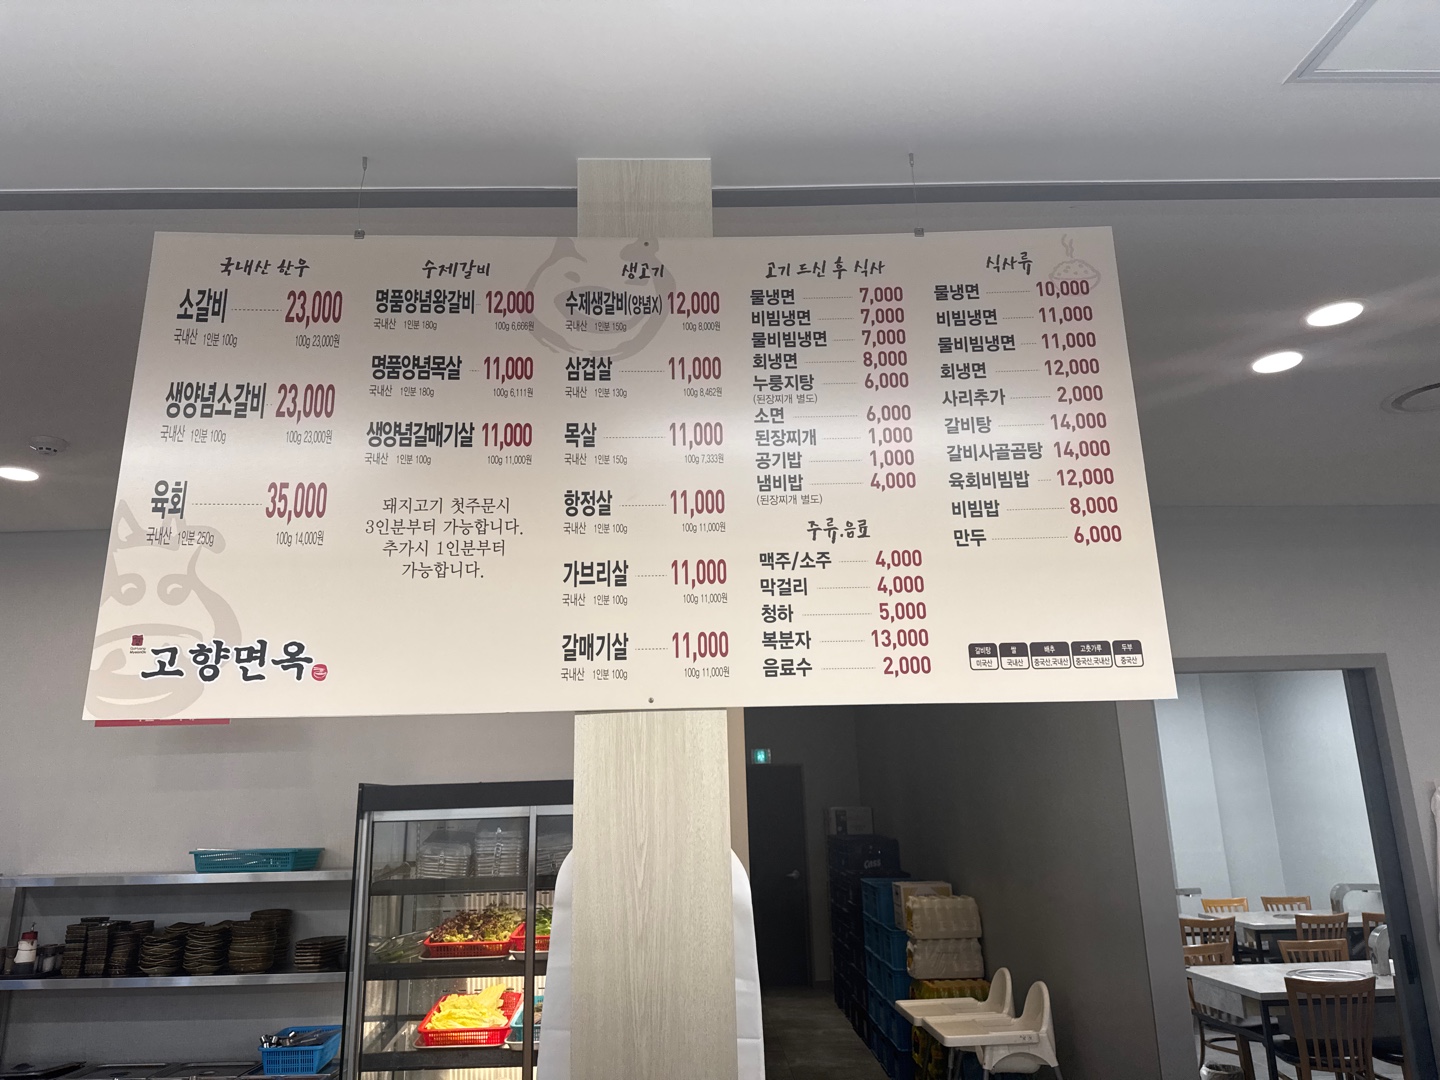 국내산 한우
소갈비 23,000
국내산 1인분 100g 100g 23,000원
생양념소갈비 23,000
국내산 1인분 100g 100g 23,000원
육회 35,000
국내산 1인분 250g 100g 14,000원
고향면옥
수제갈비
명품양념왕갈비 12,000
국내산 1인분 180g 100g 6,666원
명품양념목살 11,000
국내산 1인분 180g 100g 6,111원
생양념갈매기살 11,000
국내산 1인분 100g 100g 11,000원
돼지고기 첫주문시
3인분부터 가능합니다.
추가시 1인분부터
가능합니다.
생고기
수제생갈비(양념X) 12,000
국내산 1인분 150g 100g 8,000원
삼겹살 11,000
국내산 1인분 130g 100g 8,462원
목살 11,000
국내산 1인분 150g 100g 7,333원
항정살 11,000
국내산 1인분 100g 100g 11,000원
가브리살 11,000
국내산 1인분 100g 100g 11,000원
갈매기살 11,000
국내산 1인분 100g 100g 11,000원
고기 드신 후 식사
물냉면 7,000
비빔냉면 7,000
물비빔냉면 7,000
회냉면 8,000
누룽지탕 6,000
(된장찌개 별도)
소면 6,000
된장찌개 1,000
공기밥 1,000
냄비밥 4,000
(된장찌개 별도)
주류.음료
맥주/소주 4,000
막걸리 4,000
청하 5,000
복분자 13,000
음료수 2,000
식사류
물냉면 10,000
비빔냉면 11,000
물비빔냉면 11,000
회냉면 12,000
사리추가 2,000
갈비탕 14,000
갈비사골곰탕 14,000
육회비빔밥 12,000
비빔밥 8,000
만두 6,000
갈비탕 쌀 배추 고춧가루 두부
미국산 국내산 중국산,국내산 중국산,국내산 중국산